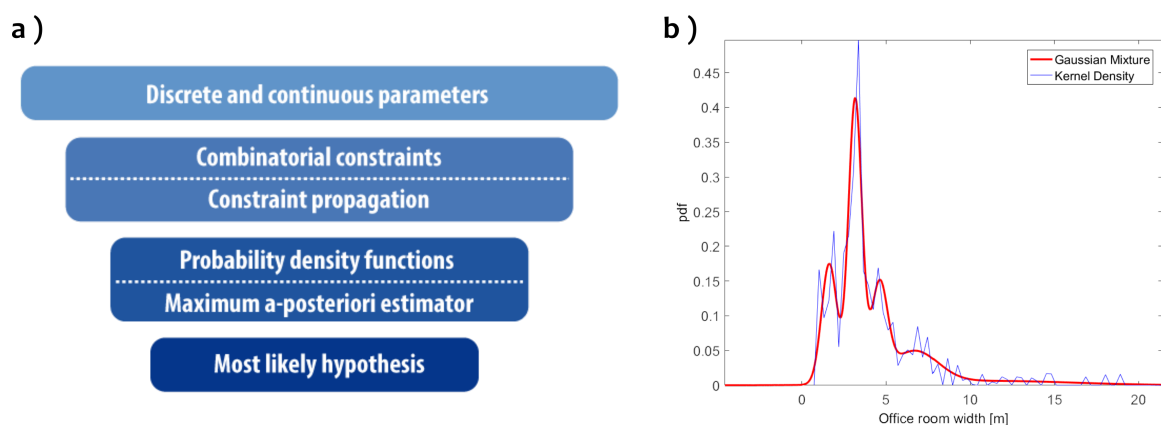 a )
Discrete and continuous parameters
Combinatorial constraints
Constraint propagation
Probability density functions
Maximum a-posteriori estimator
Most likely hypothesis
b )
Gaussian Mixture
Kernel Density
0.45
0.4
0.35
0.3
0.25
0.2
0.15
0.1
0.05
0
pdf
0 5 10 15 20
Office room width [m]